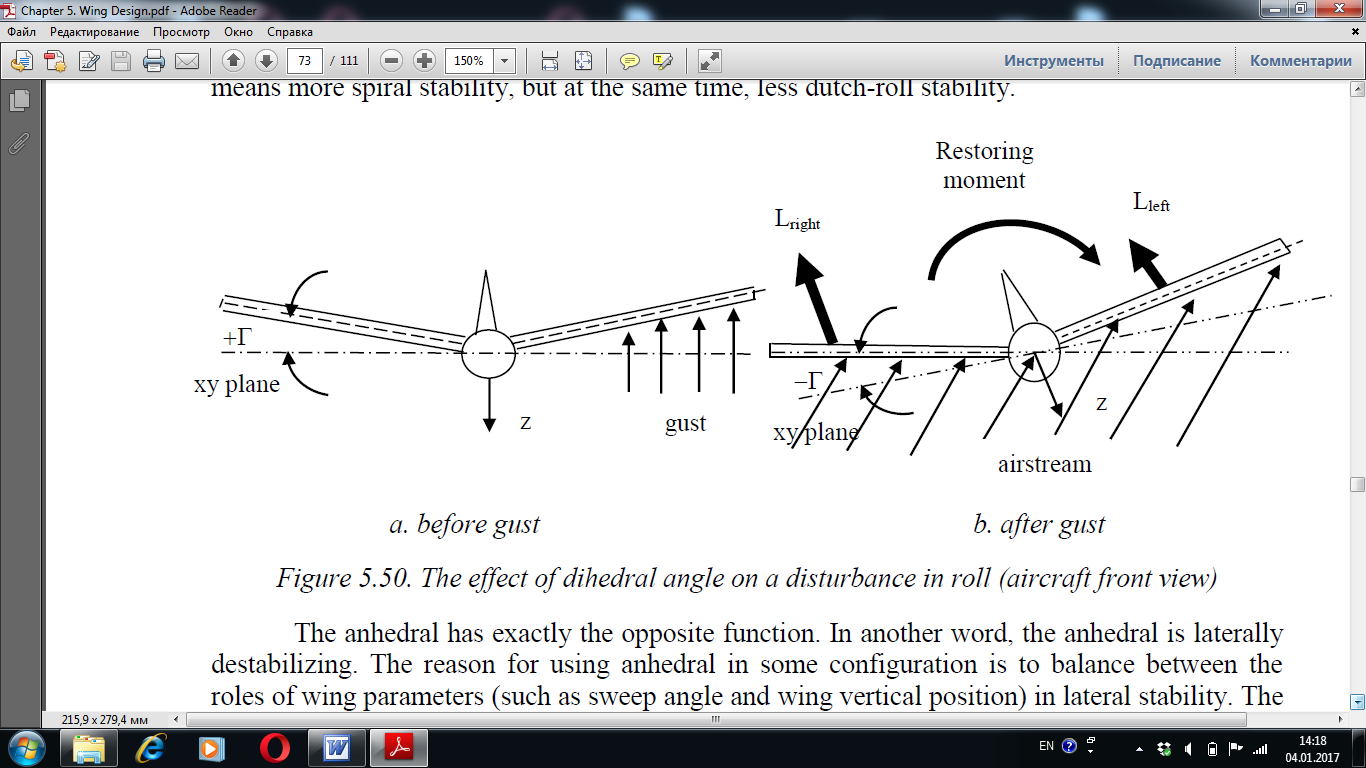 Chapter 5. Wing Design.pdf - Adobe Reader
Файл Редактирование Просмотр Окно Справка
73 / 111 150% Инструменты Подписание Комментарии
means more spiral stability, but at the same time, less dutch-roll stability.
Restoring
moment
Lright
Lleft
+Γ
xy plane
z
gust
–Γ
xy plane
z
airstream
a. before gust
b. after gust
Figure 5.50. The effect of dihedral angle on a disturbance in roll (aircraft front view)
The anhedral has exactly the opposite function. In another word, the anhedral is laterally
destabilizing. The reason for using anhedral in some configuration is to balance between the
roles of wing parameters (such as sweep angle and wing vertical position) in lateral stability. The
215,9 x 279,4 мм
EN
14:18
04.01.2017